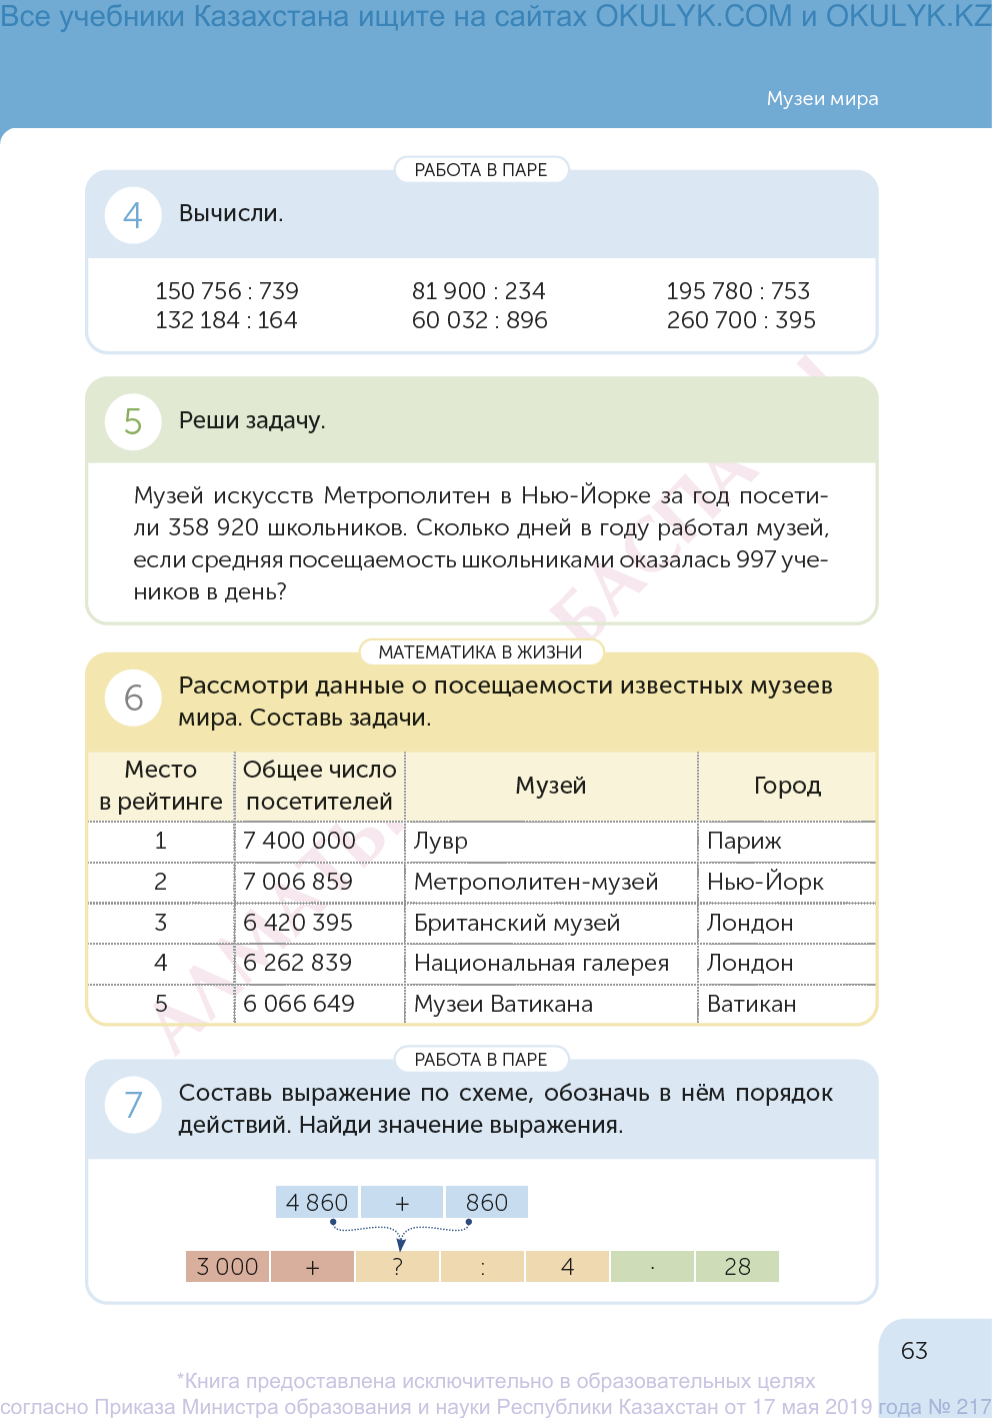 Все учебники Казахстана ищите на сайтах OKULYK.COM и OKULYK.KZ
Музеи мира
РАБОТА В ПАРЕ
4 Вычисли.
150 756 : 739 81 900 : 234 195 780 : 753
132 184 : 164 60 032 : 896 260 700 : 395
5 Реши задачу.
Музей искусств Метрополитен в Нью-Йорке за год посети-
ли 358 920 школьников. Сколько дней в году работал музей,
если средняя посещаемость школьниками оказалась 997 уче-
ников в день?
МАТЕМАТИКА В ЖИЗНИ
6 Рассмотри данные о посещаемости известных музеев
мира. Составь задачи.
Место Общее число Музей Город
в рейтинге посетителей
1 7 400 000 Лувр Париж
2 7 006 859 Метрополитен-музей Нью-Йорк
3 6 420 395 Британский музей Лондон
4 6 262 839 Национальная галерея Лондон
5 6 066 649 Музеи Ватикана Ватикан
РАБОТА В ПАРЕ
7 Составь выражение по схеме, обозначь в нём порядок
действий. Найди значение выражения.
4 860 + 860
3 000 + ? : 4 · 28
63
*Книга предоставлена исключительно в образовательных целях
согласно Приказа Министра образования и науки Республики Казахстан от 17 мая 2019 года № 217